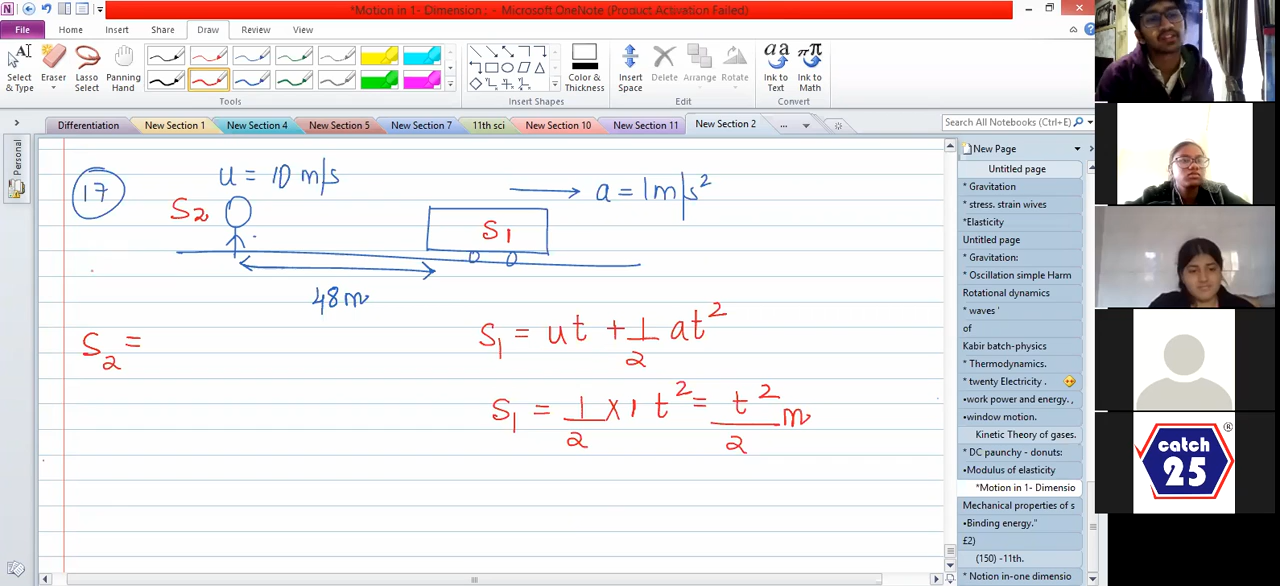 *Motion in 1- Dimension : - Microsoft OneNote (Product Activation Failed)
File Home Insert Share Draw Review View
Select & Type
Eraser
Lasso Select
Panning Hand
Color & Thickness
Insert Space
Delete
Arrange
Rotate
Ink to Text
Ink to Math
Tools
Insert Shapes
Edit
Convert
Differentiation New Section 1 New Section 4 New Section 5 New Section 7 11th sci New Section 10 New Section 11 New Section 2 ...
Search All Notebooks (Ctrl+E)
Personal
17
u = 10 m/s
a = 1m/s²
S₂
S₁
48m
S₂ =
S₁ = ut + 1/2 at²
S₁ = 1/2 × 1 t² = t²/2 m
New Page
Untitled page
* Gravitation
* stress. strain wives
*Elasticity
Untitled page
* Gravitation:
* Oscillation simple Harm
Rotational dynamics
* waves '
of
Kabir batch-physics
* Thermodynamics.
* twenty Electricity .
•work power and energy. ,
•window motion.
Kinetic Theory of gases.
* DC paunchy - donuts:
•Modulus of elasticity
*Motion in 1- Dimensio
Mechanical properties of s
•Binding energy."
£2)
(150) -11th.
* Notion in-one dimensio
catch
25
®